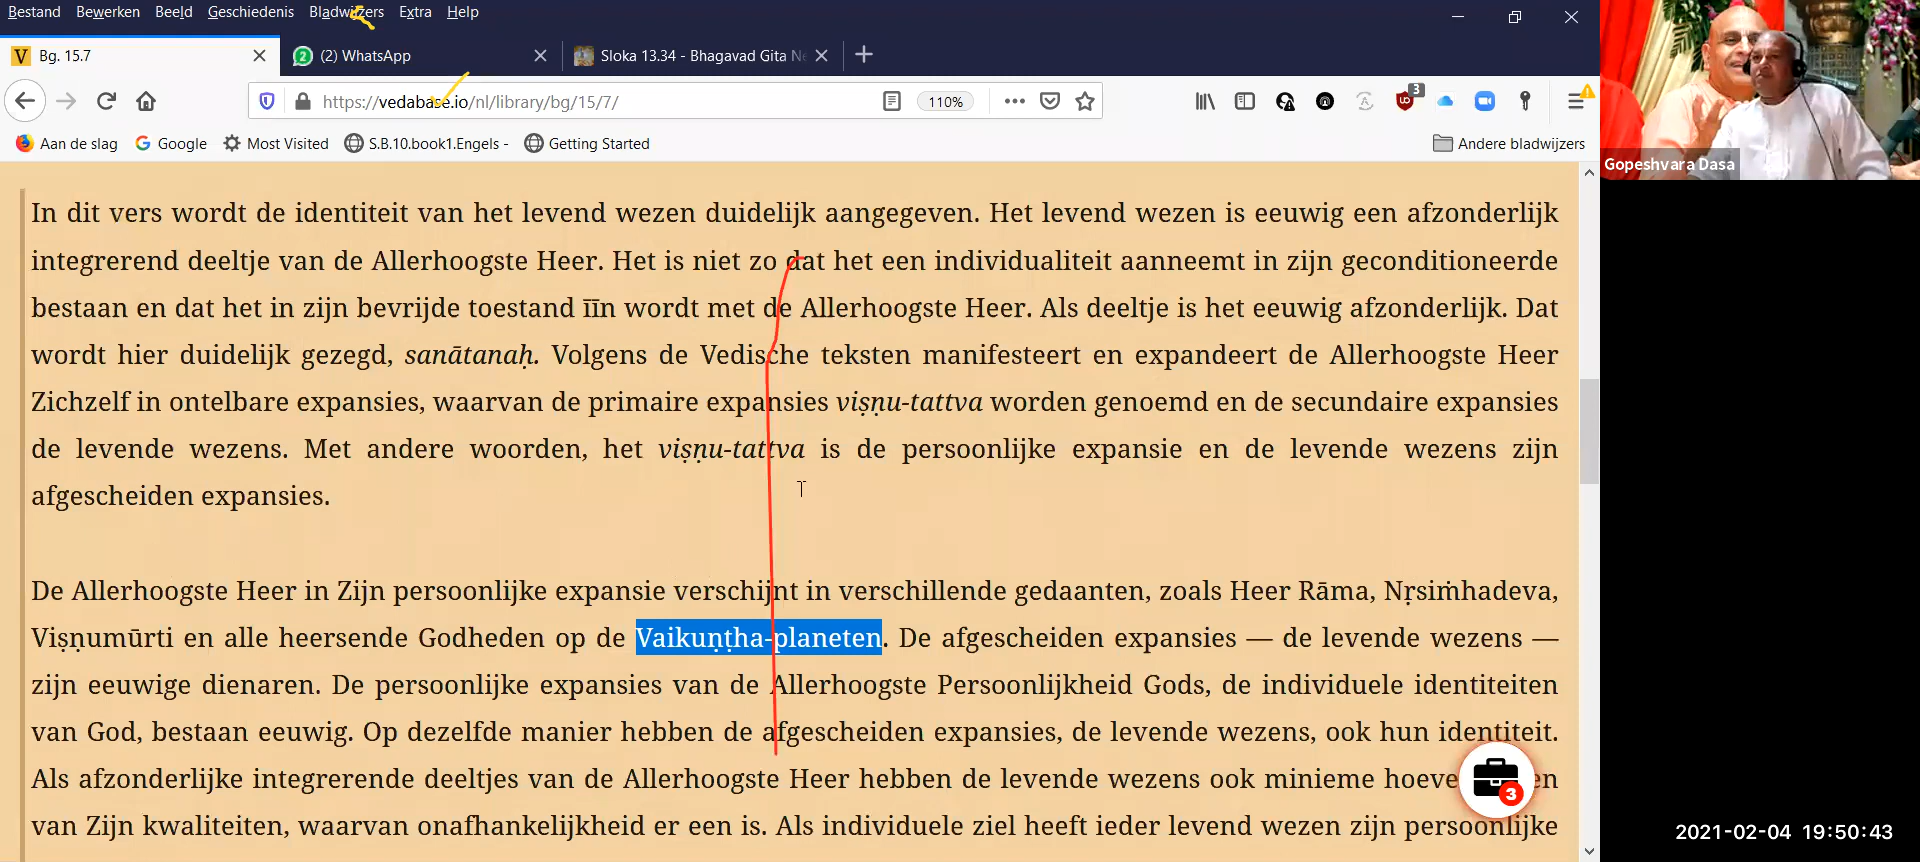 Bestand Bewerken Beeld Geschiedenis Bladwijzers Extra Help
Bg. 15.7
(2) WhatsApp
Sloka 13.34 - Bhagavad Gita Ne
https://vedabase.io/nl/library/bg/15/7/
110%
3
Aan de slag Google Most Visited S.B.10.book1.Engels - Getting Started Andere bladwijzers
Gopeshvara Dasa
In dit vers wordt de identiteit van het levend wezen duidelijk aangegeven. Het levend wezen is eeuwig een afzonderlijk
integrerend deeltje van de Allerhoogste Heer. Het is niet zo dat het een individualiteit aanneemt in zijn geconditioneerde
bestaan en dat het in zijn bevrijde toestand īīn wordt met de Allerhoogste Heer. Als deeltje is het eeuwig afzonderlijk. Dat
wordt hier duidelijk gezegd, sanātanaḥ. Volgens de Vedische teksten manifesteert en expandeert de Allerhoogste Heer
Zichzelf in ontelbare expansies, waarvan de primaire expansies viṣṇu-tattva worden genoemd en de secundaire expansies
de levende wezens. Met andere woorden, het viṣṇu-tattva is de persoonlijke expansie en de levende wezens zijn
afgescheiden expansies.
De Allerhoogste Heer in Zijn persoonlijke expansie verschijnt in verschillende gedaanten, zoals Heer Rāma, Nṛsiṁhadeva,
Viṣṇumūrti en alle heersende Godheden op de Vaikuṇṭha-planeten. De afgescheiden expansies — de levende wezens —
zijn eeuwige dienaren. De persoonlijke expansies van de Allerhoogste Persoonlijkheid Gods, de individuele identiteiten
van God, bestaan eeuwig. Op dezelfde manier hebben de afgescheiden expansies, de levende wezens, ook hun identiteit.
Als afzonderlijke integrerende deeltjes van de Allerhoogste Heer hebben de levende wezens ook minieme
van Zijn kwaliteiten, waarvan onafhankelijkheid er een is. Als individuele ziel heeft ieder levend wezen zijn persoonlijke
3
2021-02-04 19:50:43